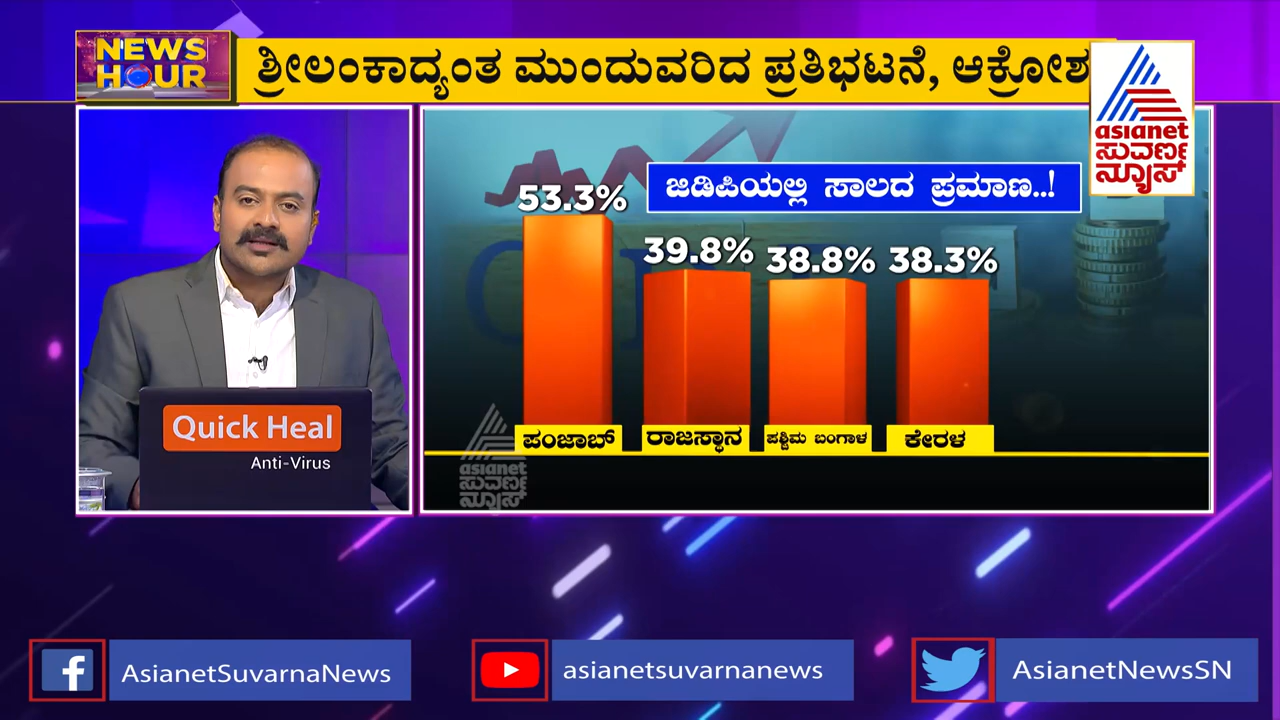 NEWS
HOUR
ಶ್ರೀಲಂಕಾದ್ಯಂತ ಮುಂದುವರಿದ ಪ್ರತಿಭಟನೆ, ಆಕ್ರೋಶ
asianet
ಸುವರ್ಣ
ನ್ಯೂಸ್
ಜಿಡಿಪಿಯಲ್ಲಿ ಸಾಲದ ಪ್ರಮಾಣ..!
53.3%
39.8%
38.8%
38.3%
ಪಂಜಾಬ್
ರಾಜಸ್ಥಾನ
ಪಶ್ಚಿಮ ಬಂಗಾಳ
ಕೇರಳ
asianet
ಸುವರ್ಣ
ನ್ಯೂಸ್
Quick Heal
Anti-Virus
AsianetSuvarnaNews
asianetsuvarnanews
AsianetNewsSN